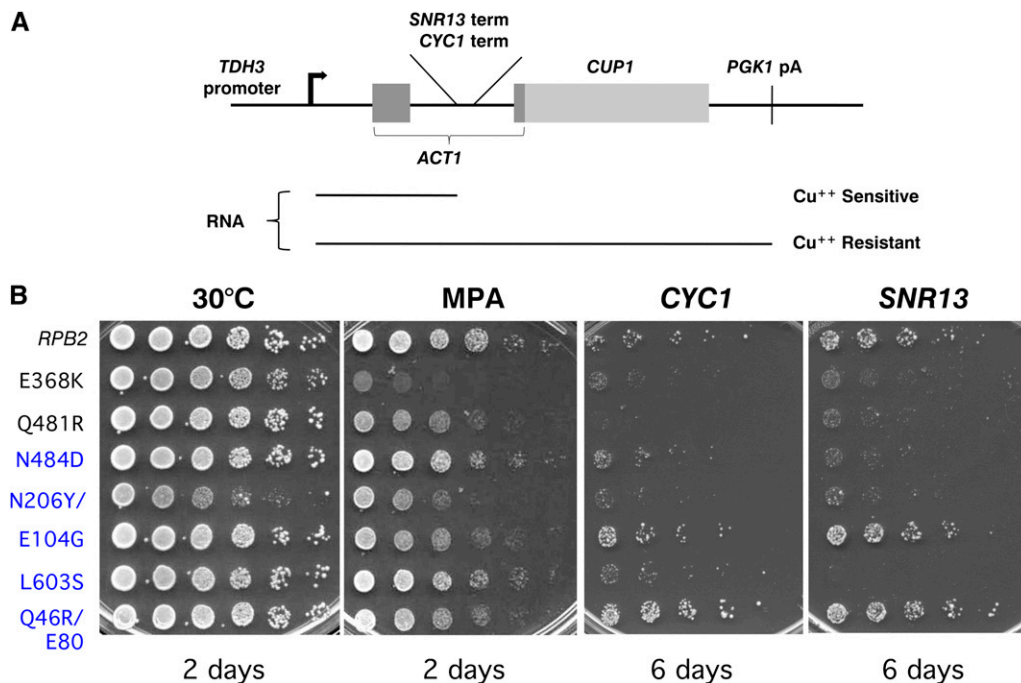 A
SNR13 term
CYC1 term
TDH3
promoter
CUP1
PGK1 pA
ACT1
RNA
Cu++ Sensitive
Cu++ Resistant
B
30°C
MPA
CYC1
SNR13
RPB2
E368K
Q481R
N484D
N206Y/
E104G
L603S
Q46R/
E80
2 days
2 days
6 days
6 days